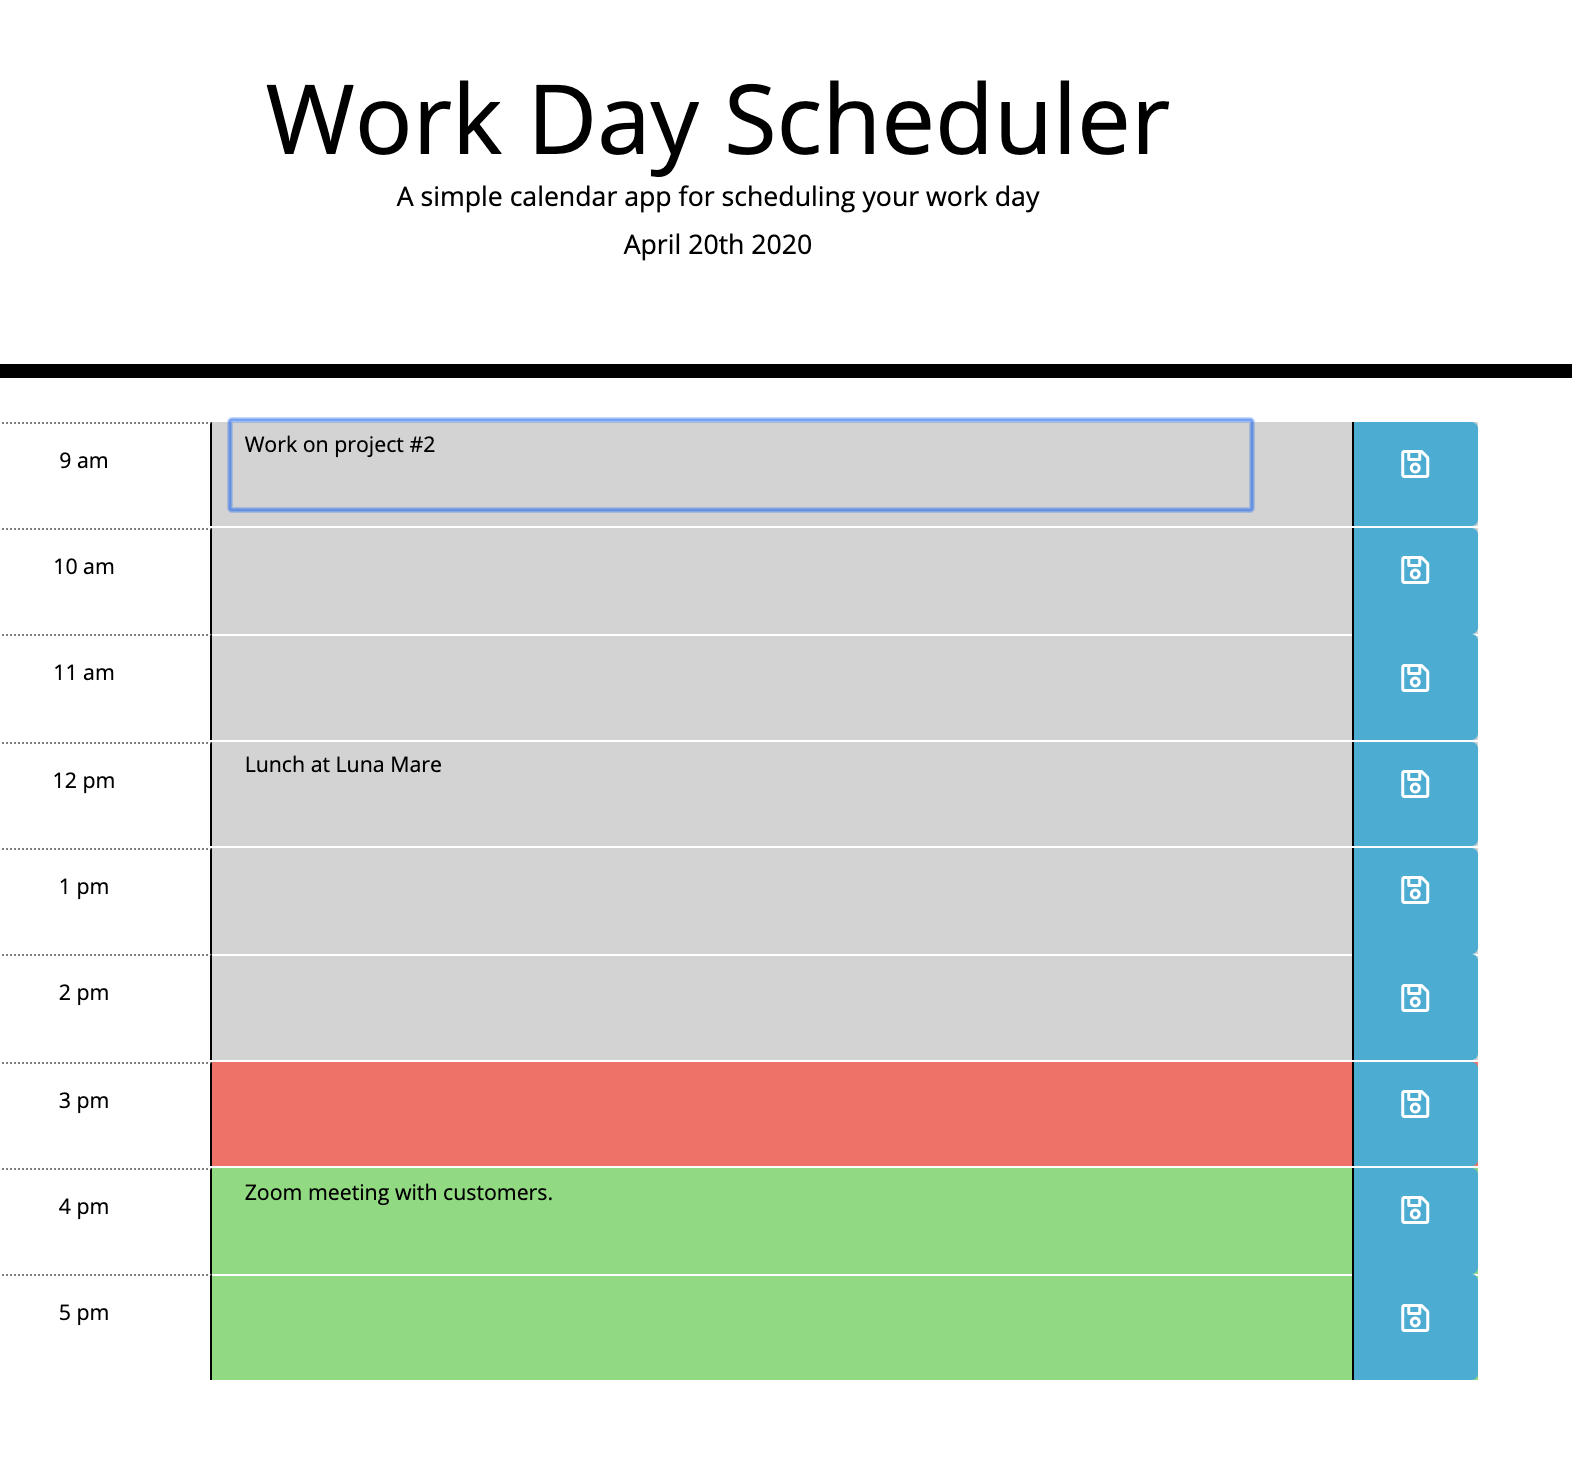 Work Day Scheduler
A simple calendar app for scheduling your work day
April 20th 2020
9 am
Work on project #2
10 am
11 am
12 pm
Lunch at Luna Mare
1 pm
2 pm
3 pm
4 pm
Zoom meeting with customers.
5 pm